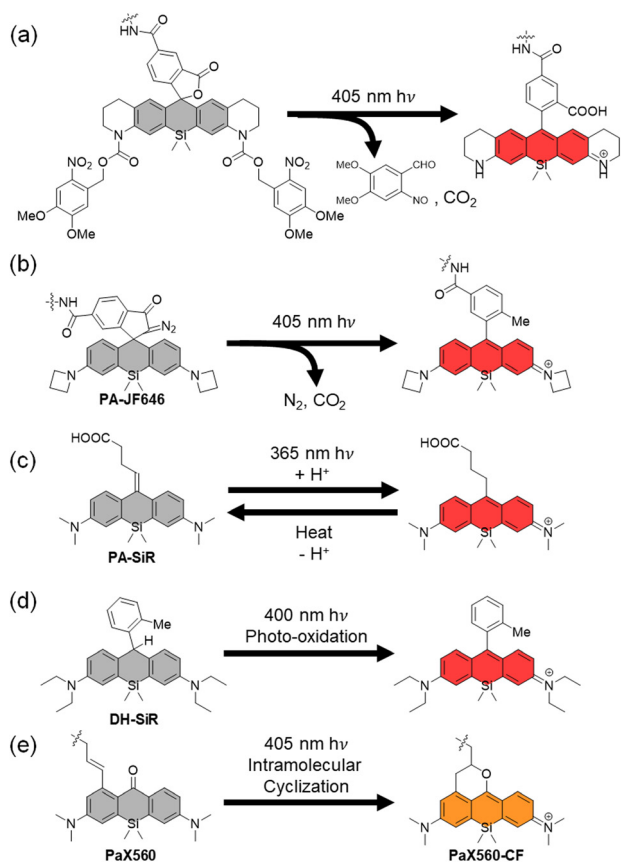 (a)
HN
O
O
O
N
Si
N
O
O
O
O
NO2
NO2
MeO
OMe
OMe
OMe
405 nm hν
MeO
CHO
MeO
NO
, CO2
HN
O
COOH
Si
N
H
N
H
(b)
NH
O
O
N2
N
Si
N
PA-JF646
405 nm hν
N2, CO2
NH
O
Me
N
Si
N
(c)
HOOC
N
Si
N
PA-SiR
365 nm hν
+ H+
Heat
- H+
HOOC
N
Si
N
(d)
Me
H
N
Si
N
DH-SiR
400 nm hν
Photo-oxidation
Me
N
Si
N
(e)
O
N
Si
N
PaX560
405 nm hν
Intramolecular
Cyclization
O
N
Si
N
PaX560-CF